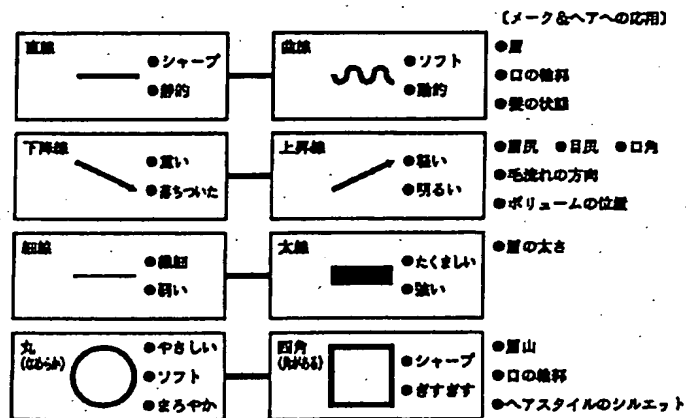 〔メーク&ヘアへの応用〕
直線
●シャープ
●静的
曲線
●ソフト
●動的
●眉
●口の輪郭
●髪の状態
下降線
●重い
●落ちついた
上昇線
●軽い
●明るい
●眉尻 ●目尻 ●口角
●毛流れの方向
●ボリュームの位置
細線
●繊細
●弱い
太線
●たくましい
●強い
●眉の太さ
丸
(なめらか)
●やさしい
●ソフト
●まろやか
四角
(角がある)
●シャープ
●ぎすぎす
●眉山
●口の輪郭
●ヘアスタイルのシルエット